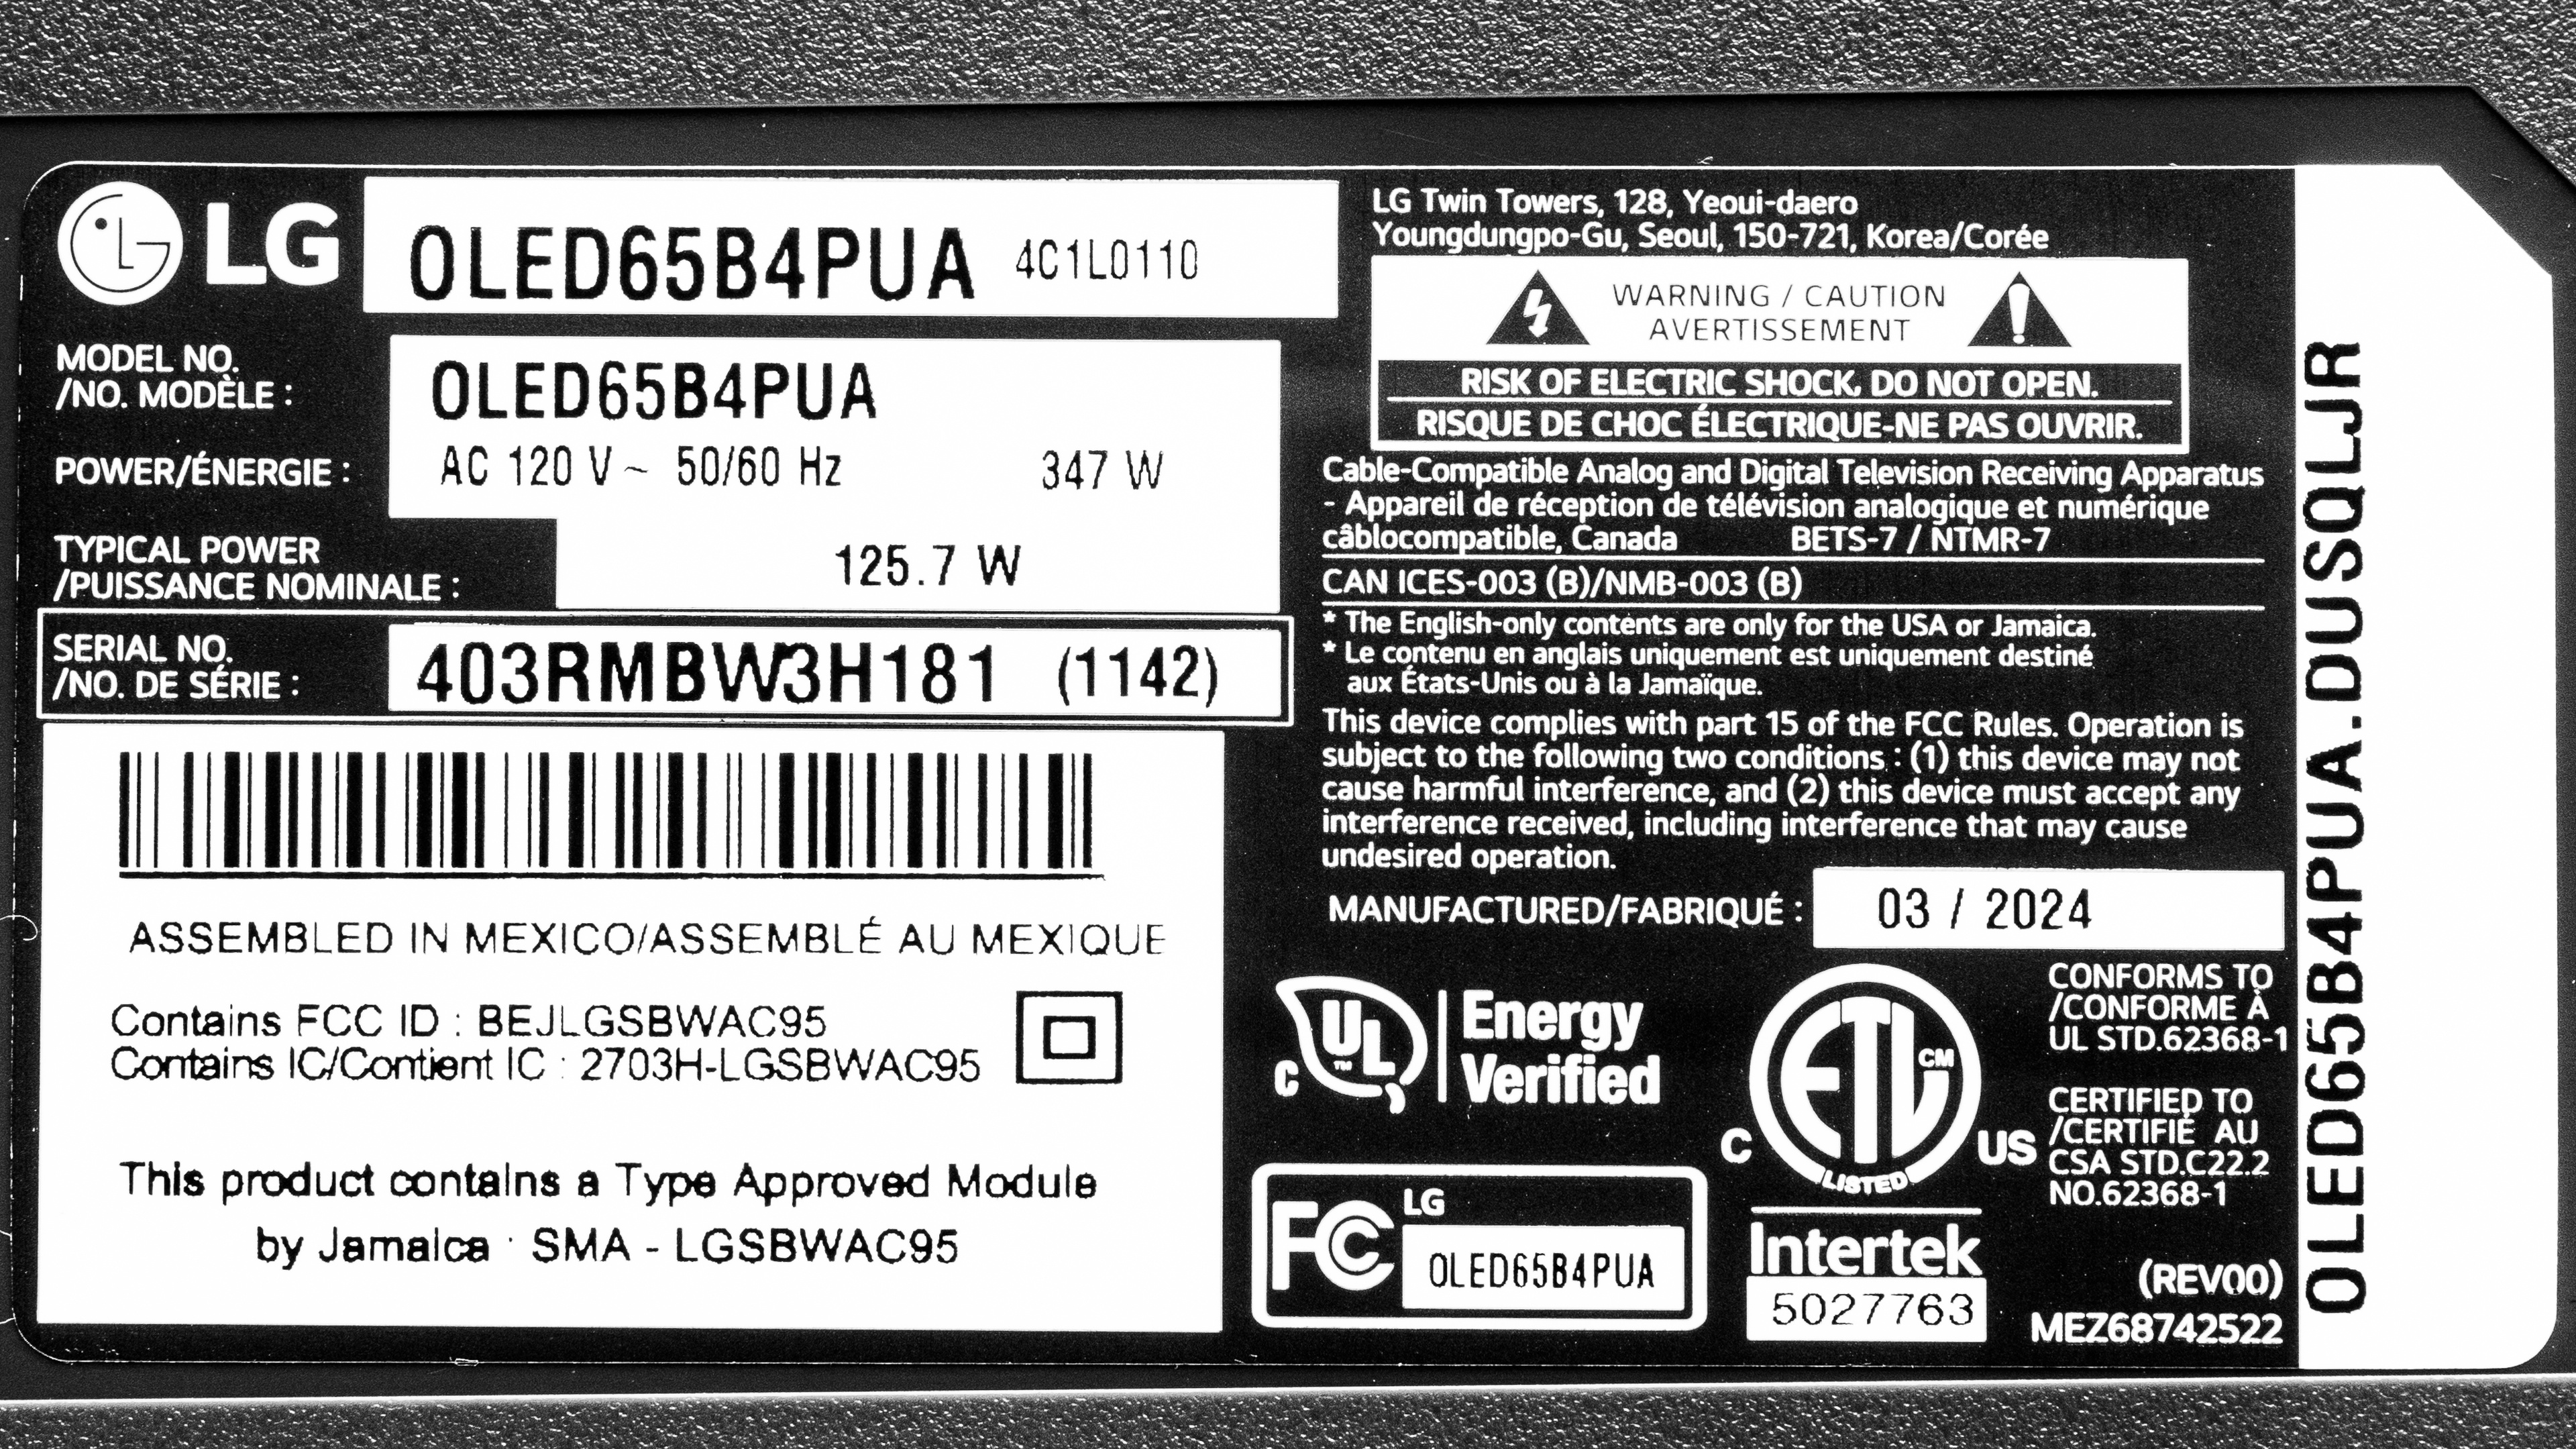 LG OLED65B4PUA 4C1L0110
MODEL NO.
/NO. MODÈLE :
OLED65B4PUA
POWER/ÉNERGIE : AC 120 V ~ 50/60 Hz 347 W
TYPICAL POWER
/PUISSANCE NOMINALE :
125.7 W
SERIAL NO.
/NO. DE SÉRIE :
403RMBW3H181 (1142)
ASSEMBLED IN MEXICO/ASSEMBLÉ AU MEXIQUE
Contains FCC ID : BEJLGSBWAC95
Contains IC/Contient IC : 2703H-LGSBWAC95
This product contains a Type Approved Module
by Jamaica : SMA - LGSBWAC95
LG Twin Towers, 128, Yeoui-daero
Youngdungpo-Gu, Seoul, 150-721, Korea/Corée
WARNING / CAUTION
AVERTISSEMENT
RISK OF ELECTRIC SHOCK, DO NOT OPEN.
RISQUE DE CHOC ÉLECTRIQUE-NE PAS OUVRIR.
Cable-Compatible Analog and Digital Television Receiving Apparatus
- Appareil de réception de télévision analogique et numérique
câblocompatible, Canada BETS-7 / NTMR-7
CAN ICES-003 (B)/NMB-003 (B)
* The English-only contents are only for the USA or Jamaica.
* Le contenu en anglais uniquement est uniquement destiné
aux États-Unis ou à la Jamaïque.
This device complies with part 15 of the FCC Rules. Operation is
subject to the following two conditions : (1) this device may not
cause harmful interference, and (2) this device must accept any
interference received, including interference that may cause
undesired operation.
MANUFACTURED/FABRIQUÉ : 03 / 2024
C UL™ Energy
Verified
FC LG
OLED65B4PUA
C ETL CM US
LISTED
Intertek
5027763
CONFORMS TO
/CONFORME À
UL STD.62368-1
CERTIFIED TO
/CERTIFIÉ AU
CSA STD.C22.2
NO.62368-1
(REV00)
MEZ68742522
OLED65B4PUA.DUSQLJR